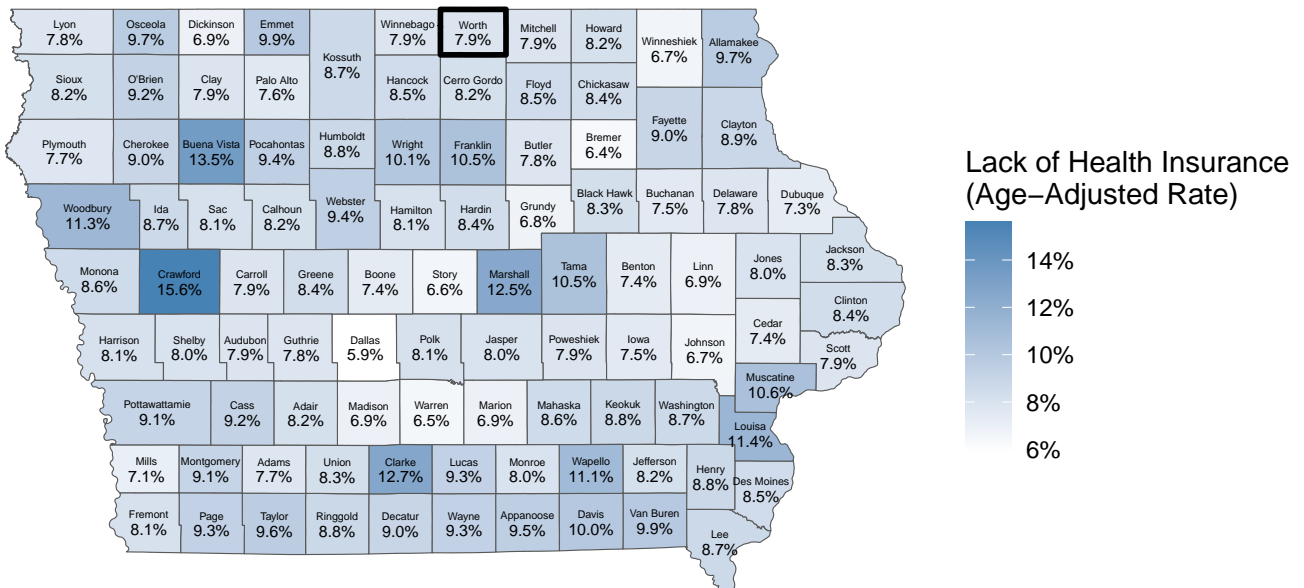 Lyon
7.8%
Osceola
9.7%
Dickinson
6.9%
Emmet
9.9%
Kossuth
8.7%
Winnebago
7.9%
Worth
7.9%
Mitchell
7.9%
Howard
8.2%
Winneshiek
6.7%
Allamakee
9.7%
Sioux
8.2%
O'Brien
9.2%
Clay
7.9%
Palo Alto
7.6%
Hancock
8.5%
Cerro Gordo
8.2%
Floyd
8.5%
Chickasaw
8.4%
Fayette
9.0%
Clayton
8.9%
Plymouth
7.7%
Cherokee
9.0%
Buena Vista
13.5%
Pocahontas
9.4%
Humboldt
8.8%
Wright
10.1%
Franklin
10.5%
Butler
7.8%
Bremer
6.4%
Woodbury
11.3%
Ida
8.7%
Sac
8.1%
Calhoun
8.2%
Webster
9.4%
Hamilton
8.1%
Hardin
8.4%
Grundy
6.8%
Black Hawk
8.3%
Buchanan
7.5%
Delaware
7.8%
Dubuque
7.3%
Monona
8.6%
Crawford
15.6%
Carroll
7.9%
Greene
8.4%
Boone
7.4%
Story
6.6%
Marshall
12.5%
Tama
10.5%
Benton
7.4%
Linn
6.9%
Jones
8.0%
Jackson
8.3%
Clinton
8.4%
Harrison
8.1%
Shelby
8.0%
Audubon
7.9%
Guthrie
7.8%
Dallas
5.9%
Polk
8.1%
Jasper
8.0%
Poweshiek
7.9%
Iowa
7.5%
Johnson
6.7%
Cedar
7.4%
Scott
7.9%
Muscatine
10.6%
Pottawattamie
9.1%
Cass
9.2%
Adair
8.2%
Madison
6.9%
Warren
6.5%
Marion
6.9%
Mahaska
8.6%
Keokuk
8.8%
Washington
8.7%
Louisa
11.4%
Mills
7.1%
Montgomery
9.1%
Adams
7.7%
Union
8.3%
Clarke
12.7%
Lucas
9.3%
Monroe
8.0%
Wapello
11.1%
Jefferson
8.2%
Henry
8.8%
Des Moines
8.5%
Fremont
8.1%
Page
9.3%
Taylor
9.6%
Ringgold
8.8%
Decatur
9.0%
Wayne
9.3%
Appanoose
9.5%
Davis
10.0%
Van Buren
9.9%
Lee
8.7%
Lack of Health Insurance
(Age−Adjusted Rate)
14%
12%
10%
8%
6%